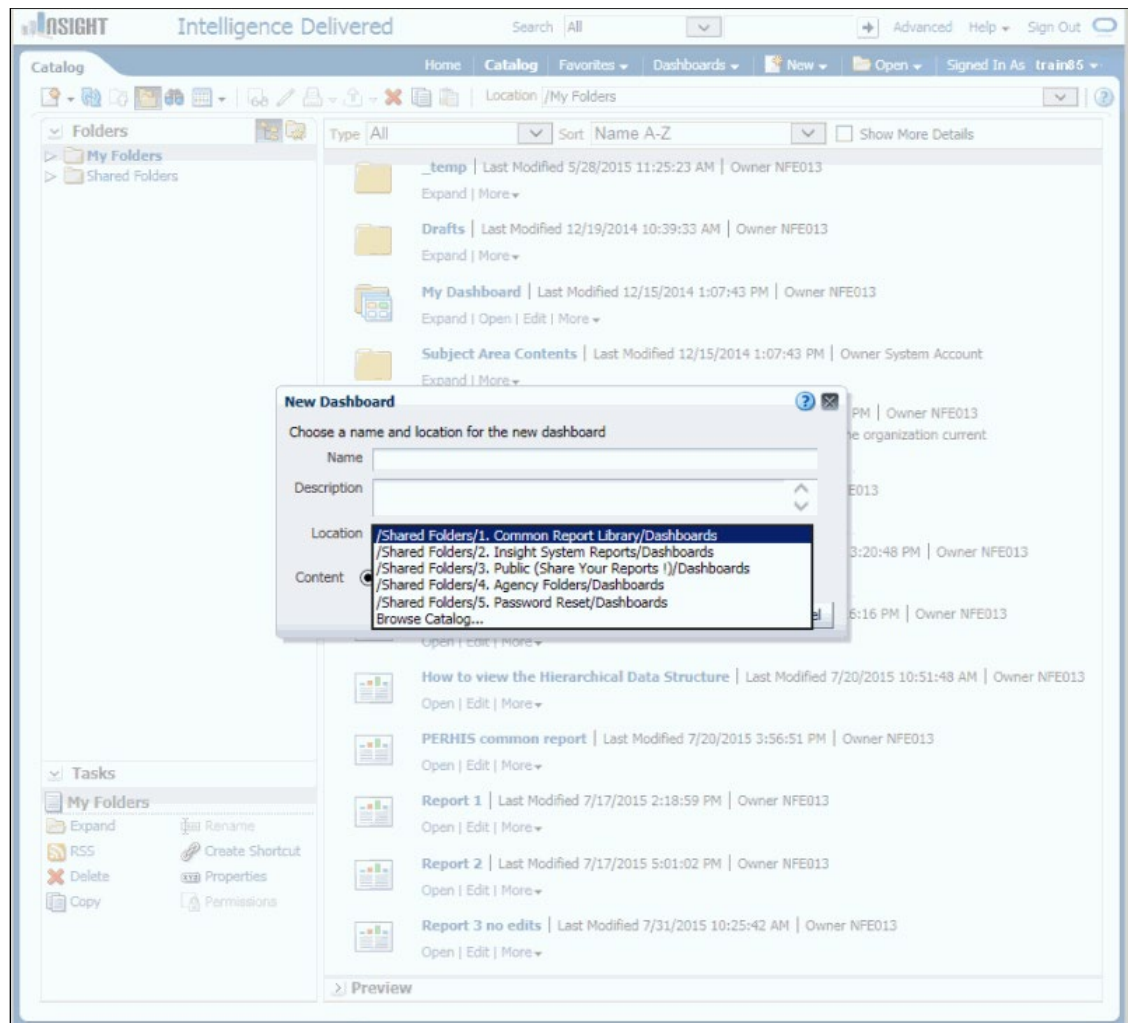 INSIGHT Intelligence Delivered Search All Advanced Help Sign Out
Catalog Home Catalog Favorites Dashboards New Open Signed In As train85
Location /My Folders
Folders Type All Sort Name A-Z Show More Details
My Folders
Shared Folders
_temp | Last Modified 5/28/2015 11:25:23 AM | Owner NFE013
Expand | More
Drafts | Last Modified 12/19/2014 10:39:33 AM | Owner NFE013
Expand | More
My Dashboard | Last Modified 12/15/2014 1:07:43 PM | Owner NFE013
Expand | Open | Edit | More
Subject Area Contents | Last Modified 12/15/2014 1:07:43 PM | Owner System Account
Expand | More
New Dashboard
PM | Owner NFE013
Choose a name and location for the new dashboard
organization current
Name
Description
E013
Location
/Shared Folders/1. Common Report Library/Dashboards
/Shared Folders/2. Insight System Reports/Dashboards
3:20:48 PM | Owner NFE013
/Shared Folders/3. Public (Share Your Reports !)/Dashboards
Content
/Shared Folders/4. Agency Folders/Dashboards
/Shared Folders/5. Password Reset/Dashboards
Browse Catalog...
6:16 PM | Owner NFE013
Open | Edit | More
How to view the Hierarchical Data Structure | Last Modified 7/20/2015 10:51:48 AM | Owner NFE013
Open | Edit | More
PERHIS common report | Last Modified 7/20/2015 3:56:51 PM | Owner NFE013
Open | Edit | More
Tasks
My Folders
Expand Rename
RSS Create Shortcut
Delete Properties
Copy Permissions
Report 1 | Last Modified 7/17/2015 2:18:59 PM | Owner NFE013
Open | Edit | More
Report 2 | Last Modified 7/17/2015 5:01:02 PM | Owner NFE013
Open | Edit | More
Report 3 no edits | Last Modified 7/31/2015 10:25:42 AM | Owner NFE013
Open | Edit | More
Preview